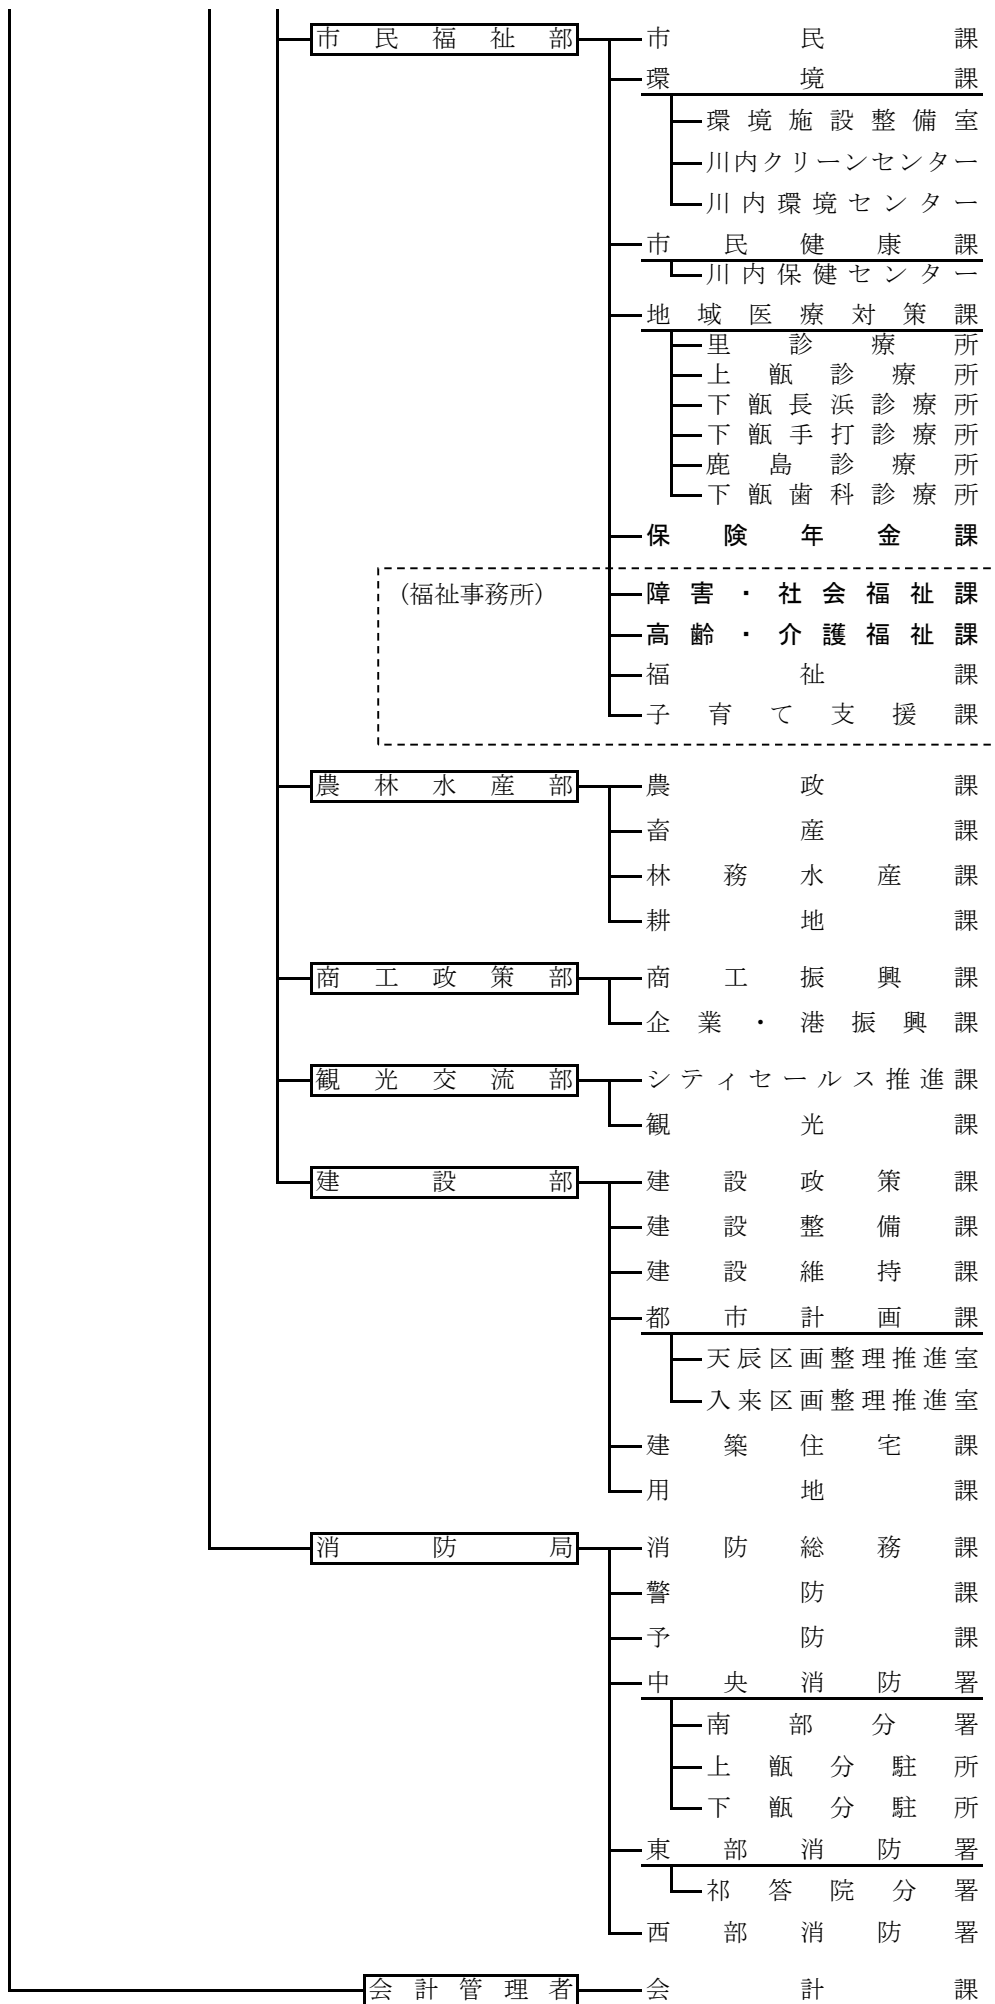 市民福祉部 市民課
環境課
環境施設整備室
川内クリーンセンター
川内環境センター
市民健康課
川内保健センター
地域医療対策課
里診療所
上甑診療所
下甑長浜診療所
下甑手打診療所
鹿島診療所
下甑歯科診療所
保険年金課
(福祉事務所) 障害・社会福祉課
高齢・介護福祉課
福祉課
子育て支援課
農林水産部 農政課
畜産課
林務水産課
耕地課
商工政策部 商工振興課
企業・港振興課
観光交流部 シティセールス推進課
観光課
建設部 建設政策課
建設整備課
建設維持課
都市計画課
天辰区画整理推進室
入来区画整理推進室
建築住宅課
用地課
消防局 消防総務課
警防課
予防課
中央消防署
南部分署
上甑分駐所
下甑分駐所
東部消防署
祁答院分署
西部消防署
会計管理者 会計課